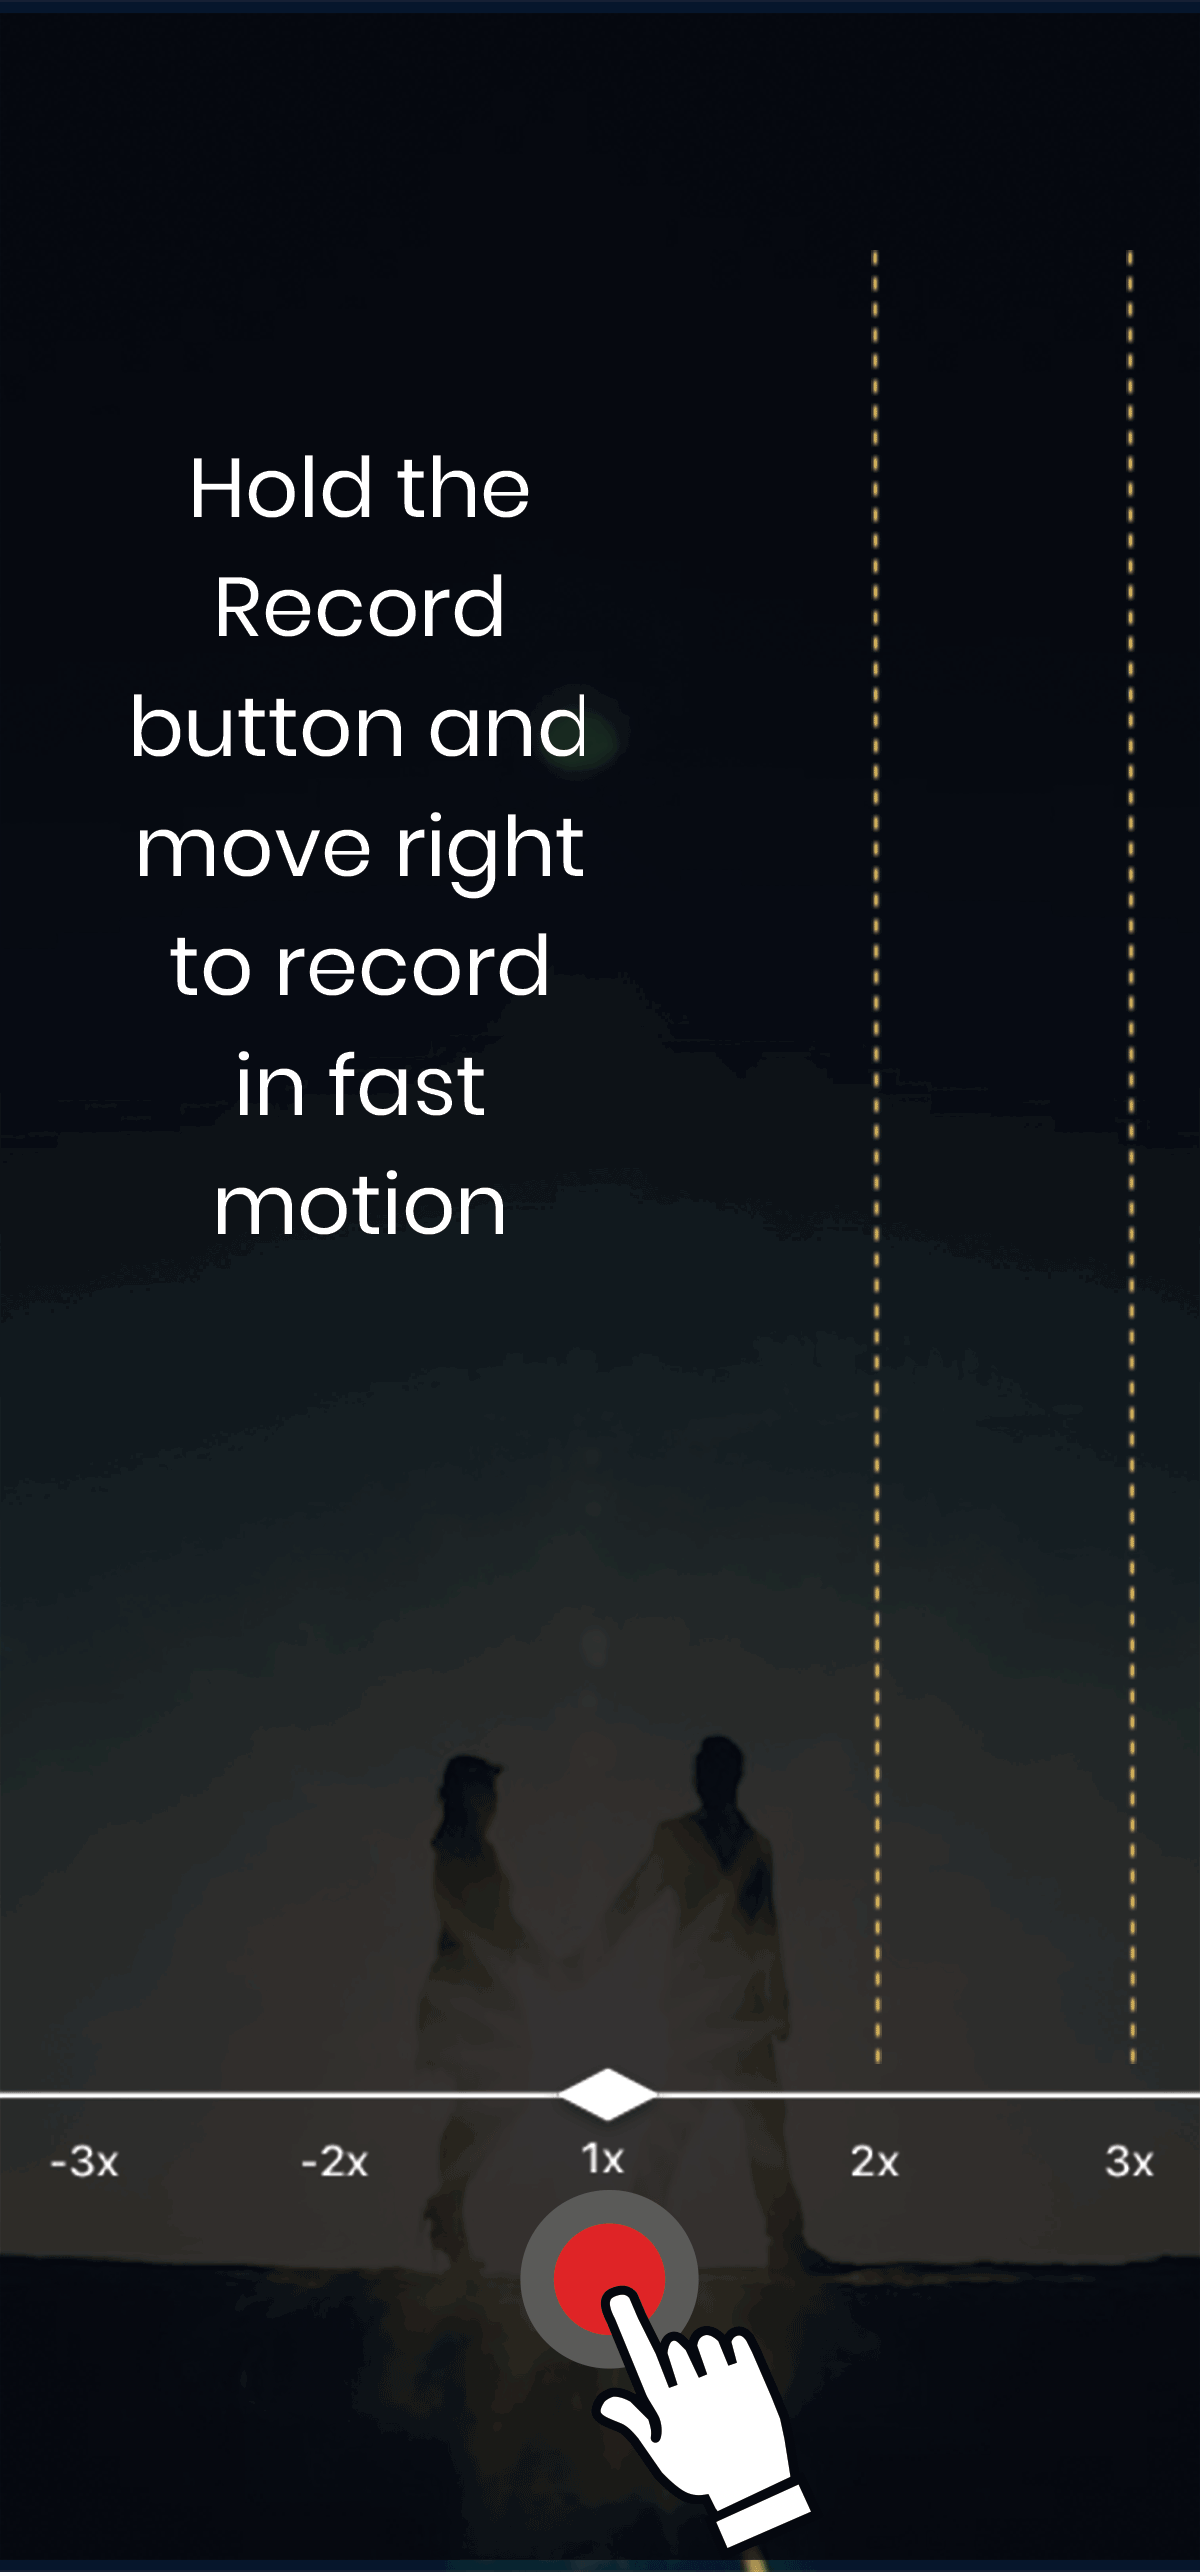 Hold the
Record
button and
move right
to record
in fast
motion
-3x -2x 1x 2x 3x